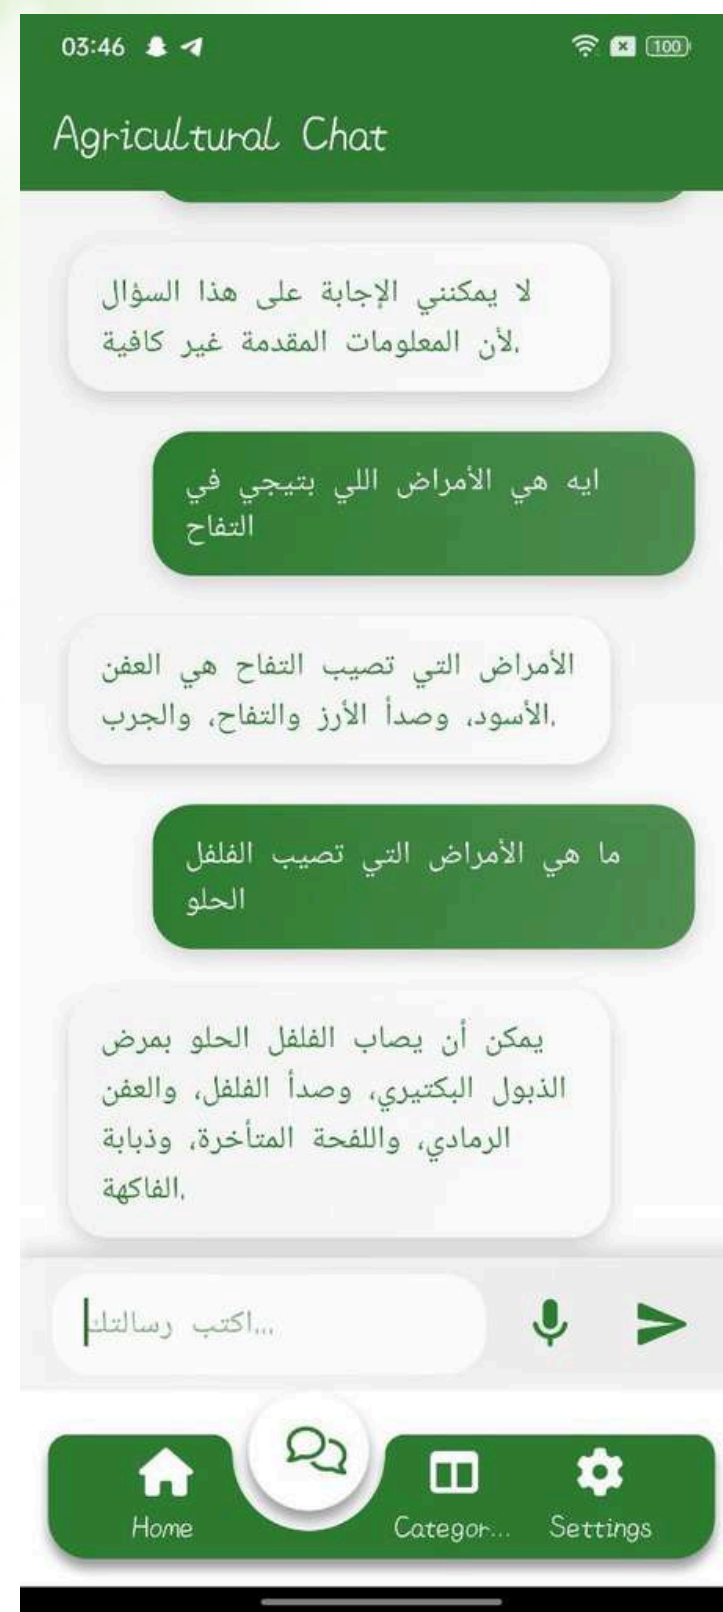 03:46
100
Agricultural Chat
لا يمكنني الإجابة على هذا السؤال
لأن المعلومات المقدمة غير كافية.
ايه هي الأمراض اللي بتيجي في
التفاح
الأمراض التي تصيب التفاح هي العفن
الأسود، وصدأ الأرز والتفاح، والجرب.
ما هي الأمراض التي تصيب الفلفل
الحلو
يمكن أن يصاب الفلفل الحلو بمرض
الذبول البكتيري، وصدأ الفلفل، والعفن
الرمادي، واللفحة المتأخرة، وذبابة
الفاكهة.
اكتب رسالتك...
Home
Categor...
Settings